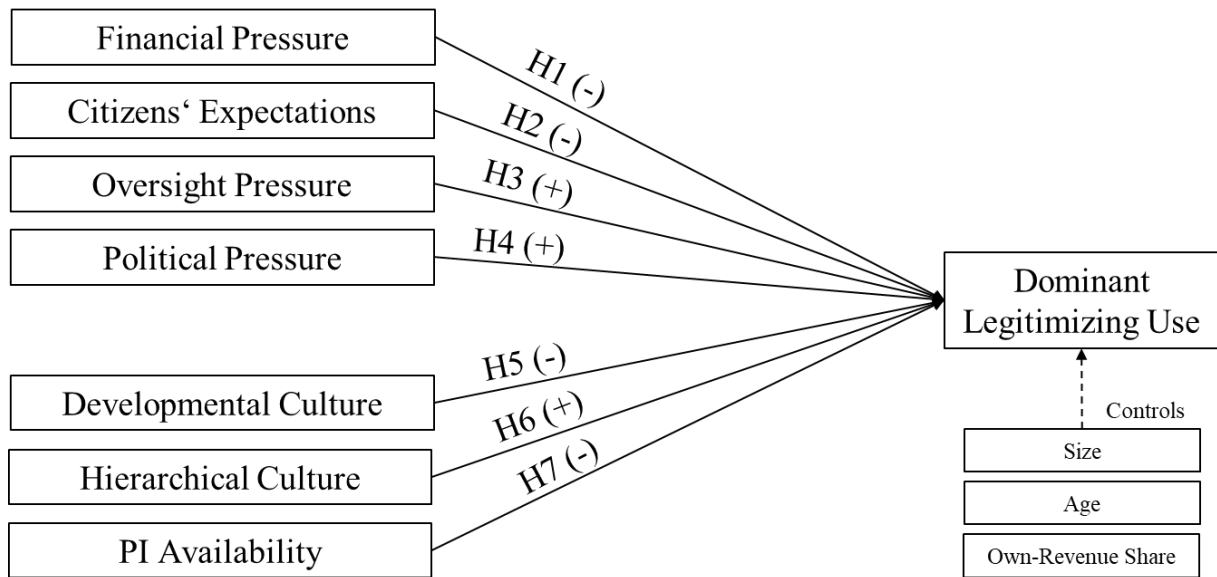 Financial Pressure
H1 (-)
Citizens‘ Expectations
H2 (-)
Oversight Pressure
H3 (+)
Political Pressure
H4 (+)
Dominant
Legitimizing Use
Developmental Culture
H5 (-)
Hierarchical Culture
H6 (+)
PI Availability
H7 (-)
Controls
Size
Age
Own-Revenue Share